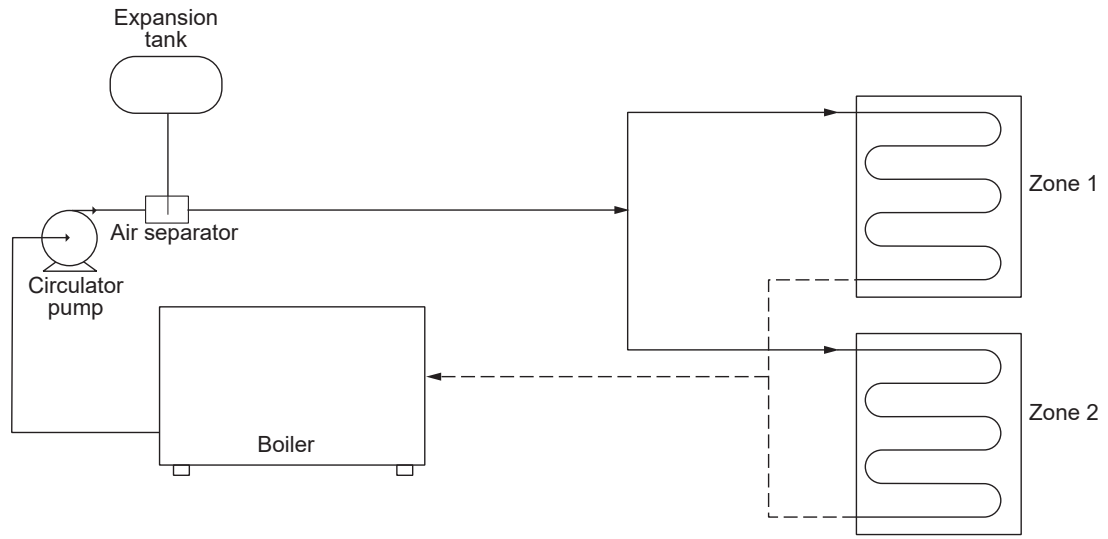 Expansion
tank
Zone 1
Air separator
Circulator
pump
Zone 2
Boiler